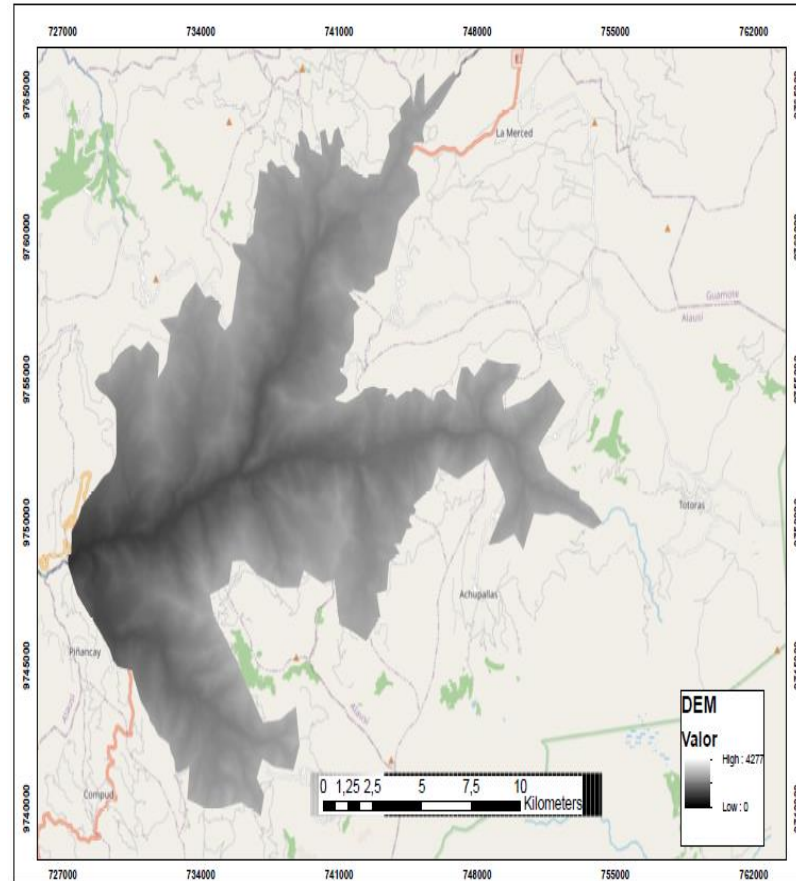 727000 734000 741000 748000 755000 762000
9765000
La Merced
9760000
Guamote
Alausí
9755000
9750000
Totoras
Achupallas
Piñancay
9745000
Alausí
DEM
Valor
High : 4277
Low : 0
0 1,25 2,5 5 7,5 10
Kilometers
Compud
9740000
727000 734000 741000 748000 755000 762000